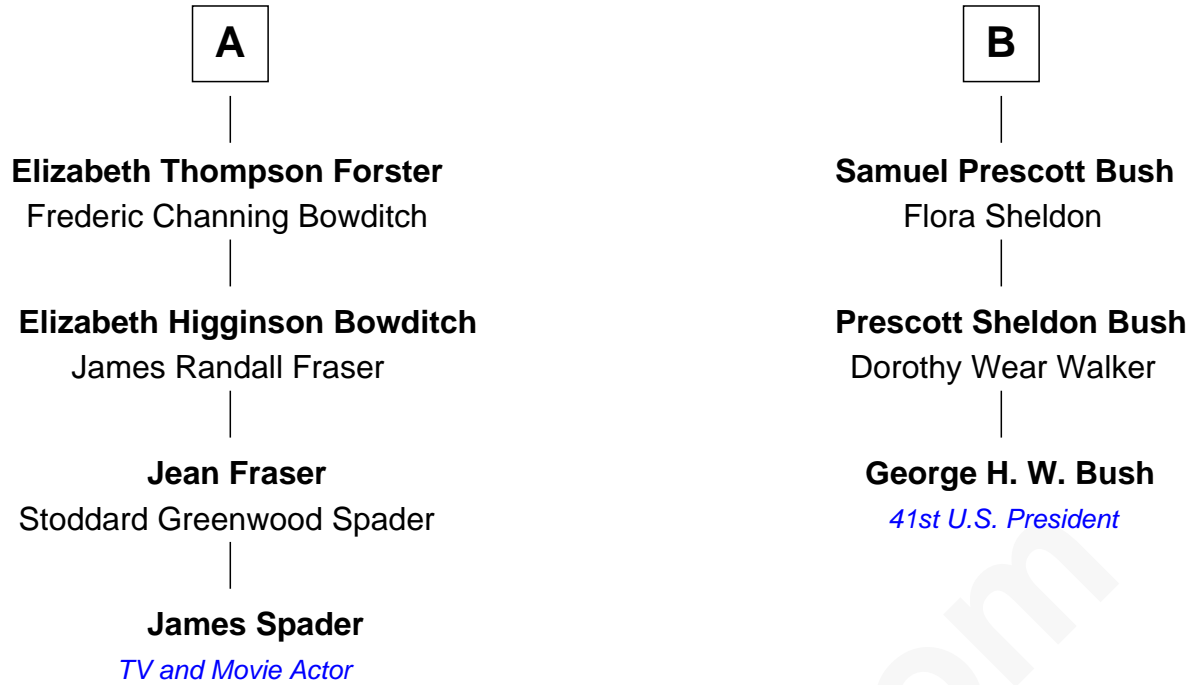 A
Elizabeth Thompson Forster
Frederic Channing Bowditch
Elizabeth Higginson Bowditch
James Randall Fraser
Jean Fraser
Stoddard Greenwood Spader
James Spader
TV and Movie Actor
B
Samuel Prescott Bush
Flora Sheldon
Prescott Sheldon Bush
Dorothy Wear Walker
George H. W. Bush
41st U.S. President
om